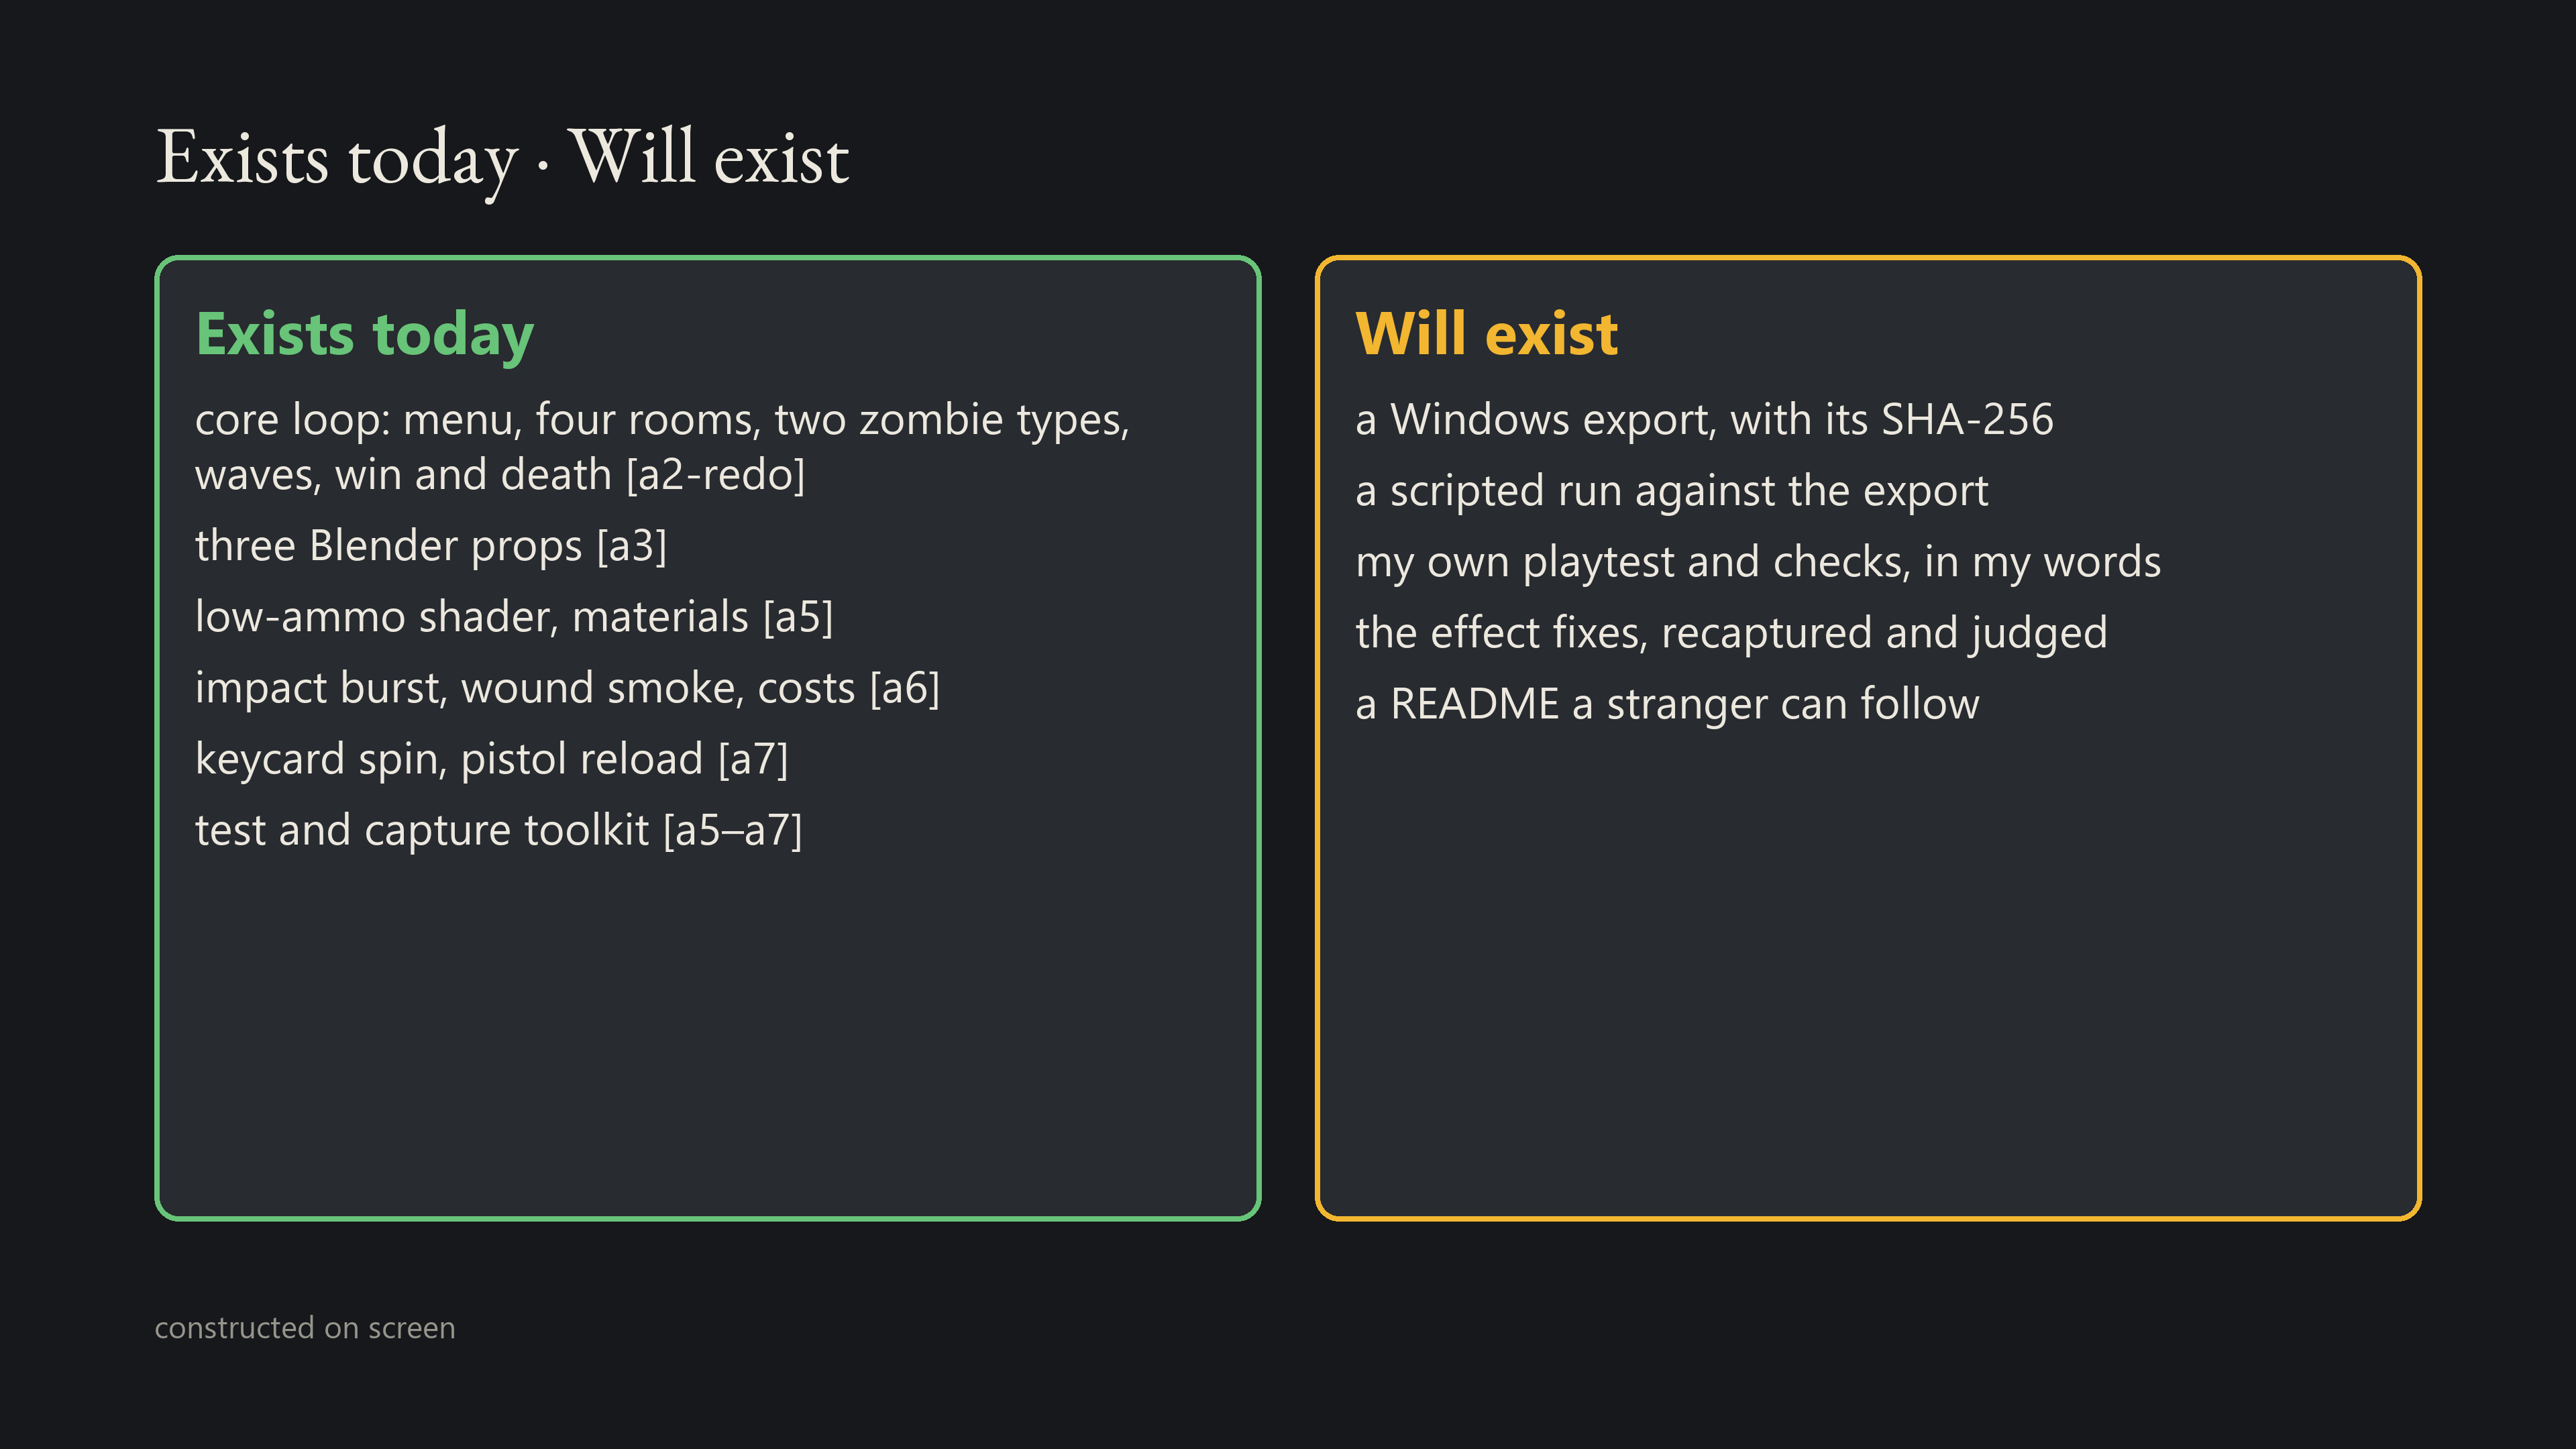 Exists today · Will exist
Exists today
core loop: menu, four rooms, two zombie types,
waves, win and death [a2-redo]
three Blender props [a3]
low-ammo shader, materials [a5]
impact burst, wound smoke, costs [a6]
keycard spin, pistol reload [a7]
test and capture toolkit [a5–a7]
Will exist
a Windows export, with its SHA-256
a scripted run against the export
my own playtest and checks, in my words
the effect fixes, recaptured and judged
a README a stranger can follow
constructed on screen